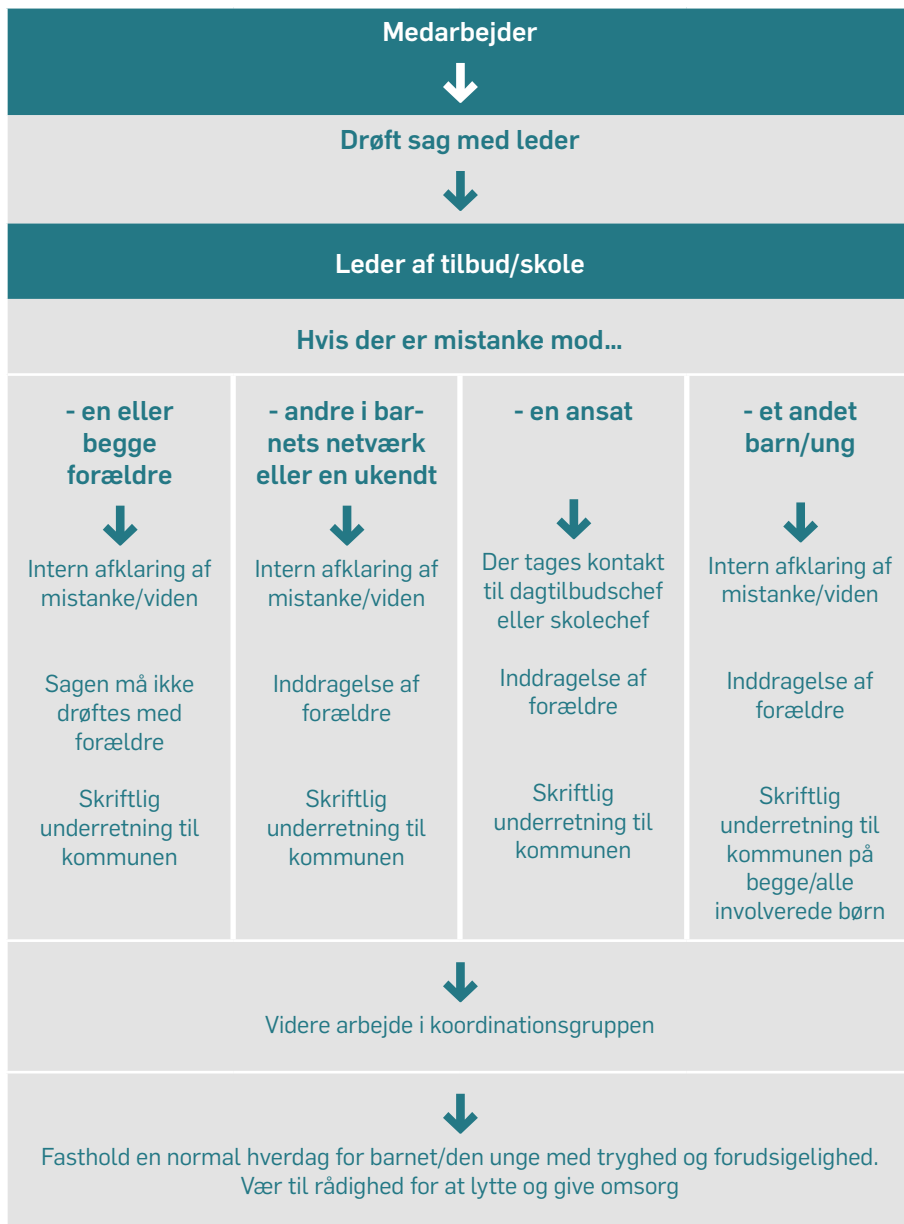 Medarbejder
Drøft sag med leder
Leder af tilbud/skole
Hvis der er mistanke mod...
- en eller
begge
forældre
Intern afklaring af
mistanke/viden
Sagen må ikke
drøftes med
forældre
Skriftlig
underretning til
kommunen
- andre i bar-
nets netværk
eller en ukendt
Intern afklaring af
mistanke/viden
Inddragelse af
forældre
Skriftlig
underretning til
kommunen
- en ansat
Der tages kontakt
til dagtilbudschef
eller skolechef
Inddragelse af
forældre
Skriftlig
underretning til
kommunen
- et andet
barn/ung
Intern afklaring af
mistanke/viden
Inddragelse af
forældre
Skriftlig
underretning til
kommunen på
begge/alle
involverede børn
Videre arbejde i koordinationsgruppen
Fasthold en normal hverdag for barnet/den unge med tryghed og forudsigelighed.
Vær til rådighed for at lytte og give omsorg